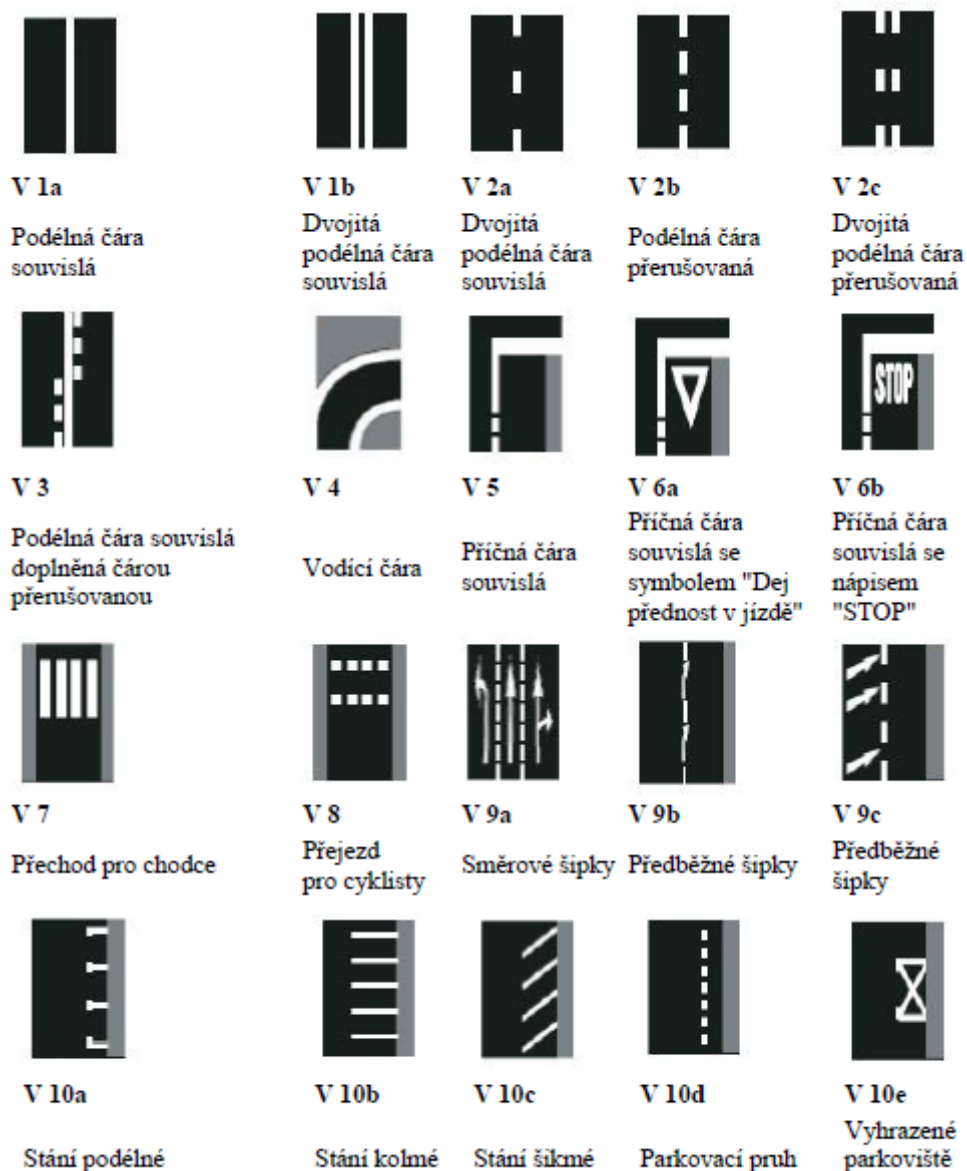 V 1a
V 1b
V 2a
V 2b
V 2c
Podélná čára
souvislá
Dvojitá
podélná čára
souvislá
Dvojitá
podélná čára
souvislá
Podélná čára
přerušovaná
Dvojitá
podélná čára
přerušovaná
STOP
V 3
V 4
V 5
V 6a
V 6b
Podélná čára souvislá
doplněná čárou
přerušovanou
Vodící čára
Příčná čára
souvislá
Příčná čára
souvislá se
symbolem "Dej
přednost v jízdě"
Příčná čára
souvislá se
nápisem
"STOP"
V 7
V 8
V 9a
V 9b
V 9c
Přechod pro chodce
Přejezd
pro cyklisty
Směrové šipky
Předběžné šipky
Předběžné
šipky
V 10a
V 10b
V 10c
V 10d
V 10e
Stání podélné
Stání kolmé
Stání šikmé
Parkovací pruh
Vyhrazené
parkoviště